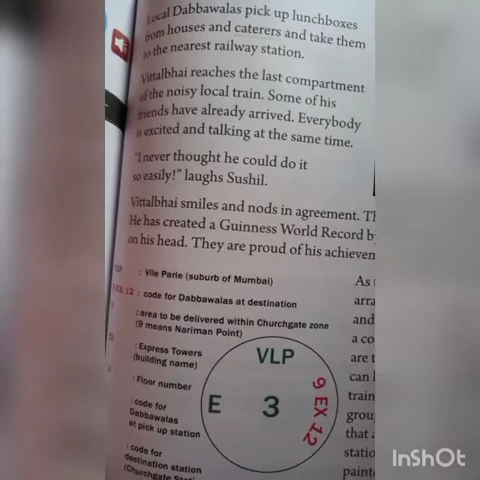 Local Dabbawalas pick up lunchboxes
from houses and caterers and take them
to the nearest railway station.
Vittalbhai reaches the last compartment
of the noisy local train. Some of his
friends have already arrived. Everybody
is excited and talking at the same time.
"I never thought he could do it
so easily!" laughs Sushil.
Vittalbhai smiles and nods in agreement.
He has created a Guinness World Record
on his head. They are proud of his
VLP : Vile Parle (suburb of Mumbai)
9 EX 12 : code for Dabbawalas at destination
: area to be delivered within Churchgate zone
(9 means Nariman Point)
: Express Towers
(building name)
: Floor number
: code for
Dabbawalas
at pick up station
: code for
destination station
(Churchgate
VLP
E
3
9 EX 12
As
and
a co
are
can
train
that
InShOt